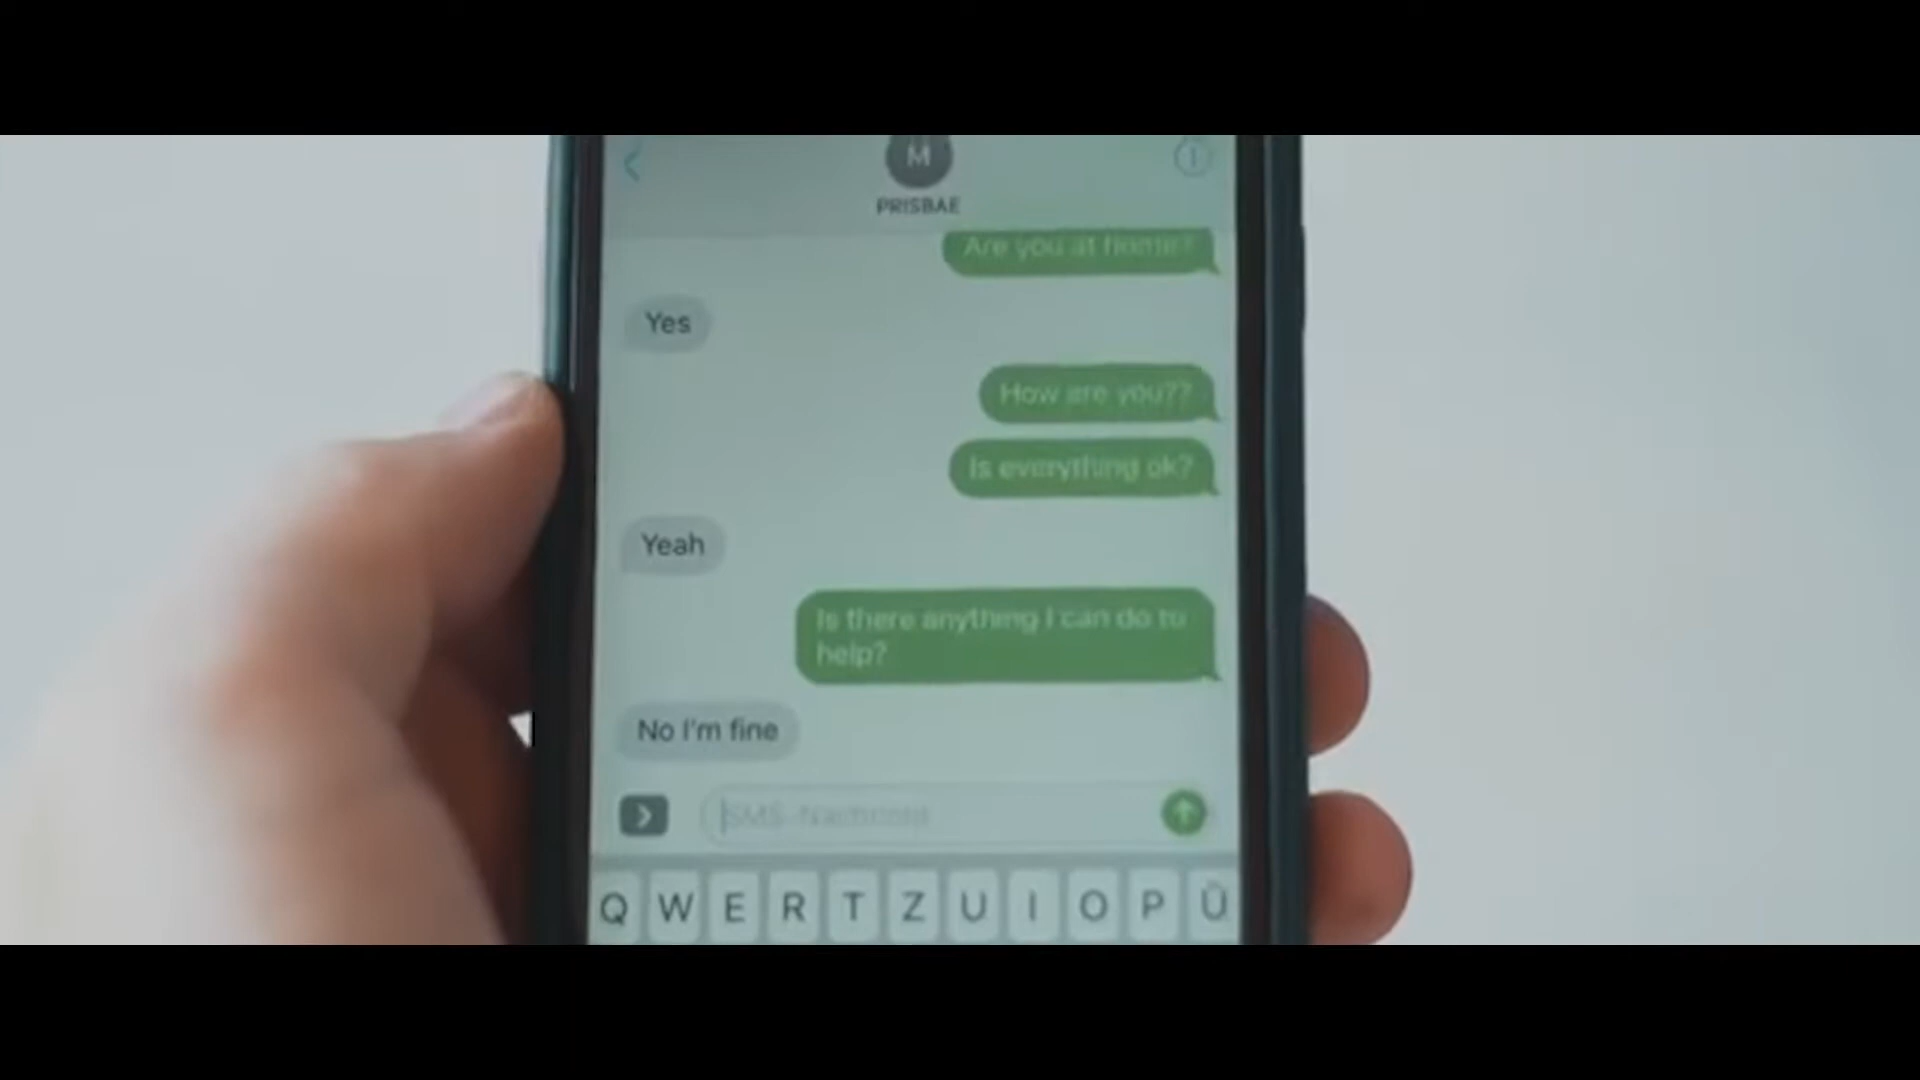 M
PRISBAE
Are you at home?
Yes
How are you??
Is everything ok?
Yeah
Is there anything I can do to
help?
No I'm fine
SMS-Nachricht
Q W E R T Z U I O P Ü